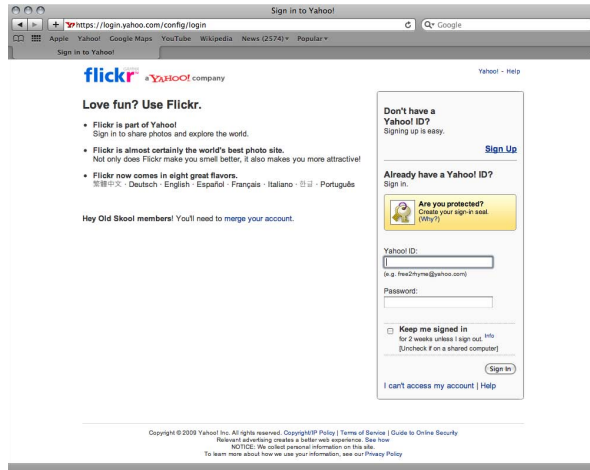 Sign in to Yahoo!
https://login.yahoo.com/config/login
Google
Apple Yahoo! Google Maps YouTube Wikipedia News (2574) Popular
Sign in to Yahoo!
flickr a YAHOO! company
Yahoo! - Help
Love fun? Use Flickr.
Flickr is part of Yahoo!
Sign in to share photos and explore the world.
Flickr is almost certainly the world's best photo site.
Not only does Flickr make you smell better, it also makes you more attractive!
Flickr now comes in eight great flavors.
繁體中文 · Deutsch · English · Español · Français · Italiano · 한글 · Português
Hey Old Skool members! You'll need to merge your account.
Don't have a
Yahoo! ID?
Signing up is easy.
Sign Up
Already have a Yahoo! ID?
Sign in.
Are you protected?
Create your sign-in seal.
(Why?)
Yahoo! ID:
(e.g. free2rhyme@yahoo.com)
Password:
Keep me signed in
for 2 weeks unless I sign out. Info
[Uncheck if on a shared computer]
Sign In
I can't access my account | Help
Copyright © 2009 Yahoo! Inc. All rights reserved. Copyright/IP Policy | Terms of Service | Guide to Online Security
Relevant advertising creates a better web experience. See how
NOTICE: We collect personal information on this site.
To learn more about how we use your information, see our Privacy Policy